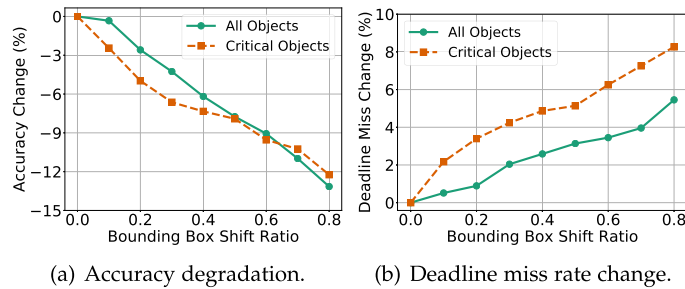 Accuracy Change (%)
0
−3
−6
−9
−12
−15
All Objects
Critical Objects
0.0 0.2 0.4 0.6 0.8
Bounding Box Shift Ratio
(a) Accuracy degradation.
Deadline Miss Change (%)
10
8
6
4
2
0
All Objects
Critical Objects
0.0 0.2 0.4 0.6 0.8
Bounding Box Shift Ratio
(b) Deadline miss rate change.